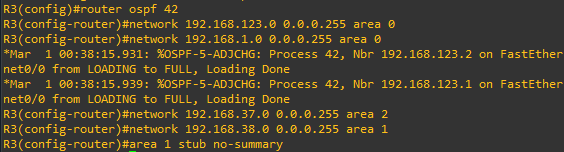 R3(config)#router ospf 42
R3(config-router)#network 192.168.123.0 0.0.0.255 area 0
R3(config-router)#network 192.168.1.0 0.0.0.255 area 0
*Mar  1 00:38:15.931: %OSPF-5-ADJCHG: Process 42, Nbr 192.168.123.2 on FastEther
net0/0 from LOADING to FULL, Loading Done
*Mar  1 00:38:15.939: %OSPF-5-ADJCHG: Process 42, Nbr 192.168.123.1 on FastEther
net0/0 from LOADING to FULL, Loading Done
R3(config-router)#network 192.168.37.0 0.0.0.255 area 2
R3(config-router)#network 192.168.38.0 0.0.0.255 area 1
R3(config-router)#area 1 stub no-summary